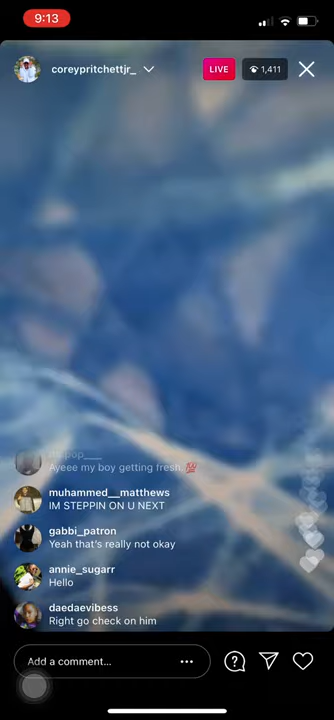 9:13
coreypritchettjr_
LIVE
1,411
Ayeee my boy getting fresh 💯
muhammed__matthews
IM STEPPIN ON U NEXT
gabbi_patron
Yeah that's really not okay
annie_sugarr
Hello
daedaevibess
Right go check on him
Add a comment...